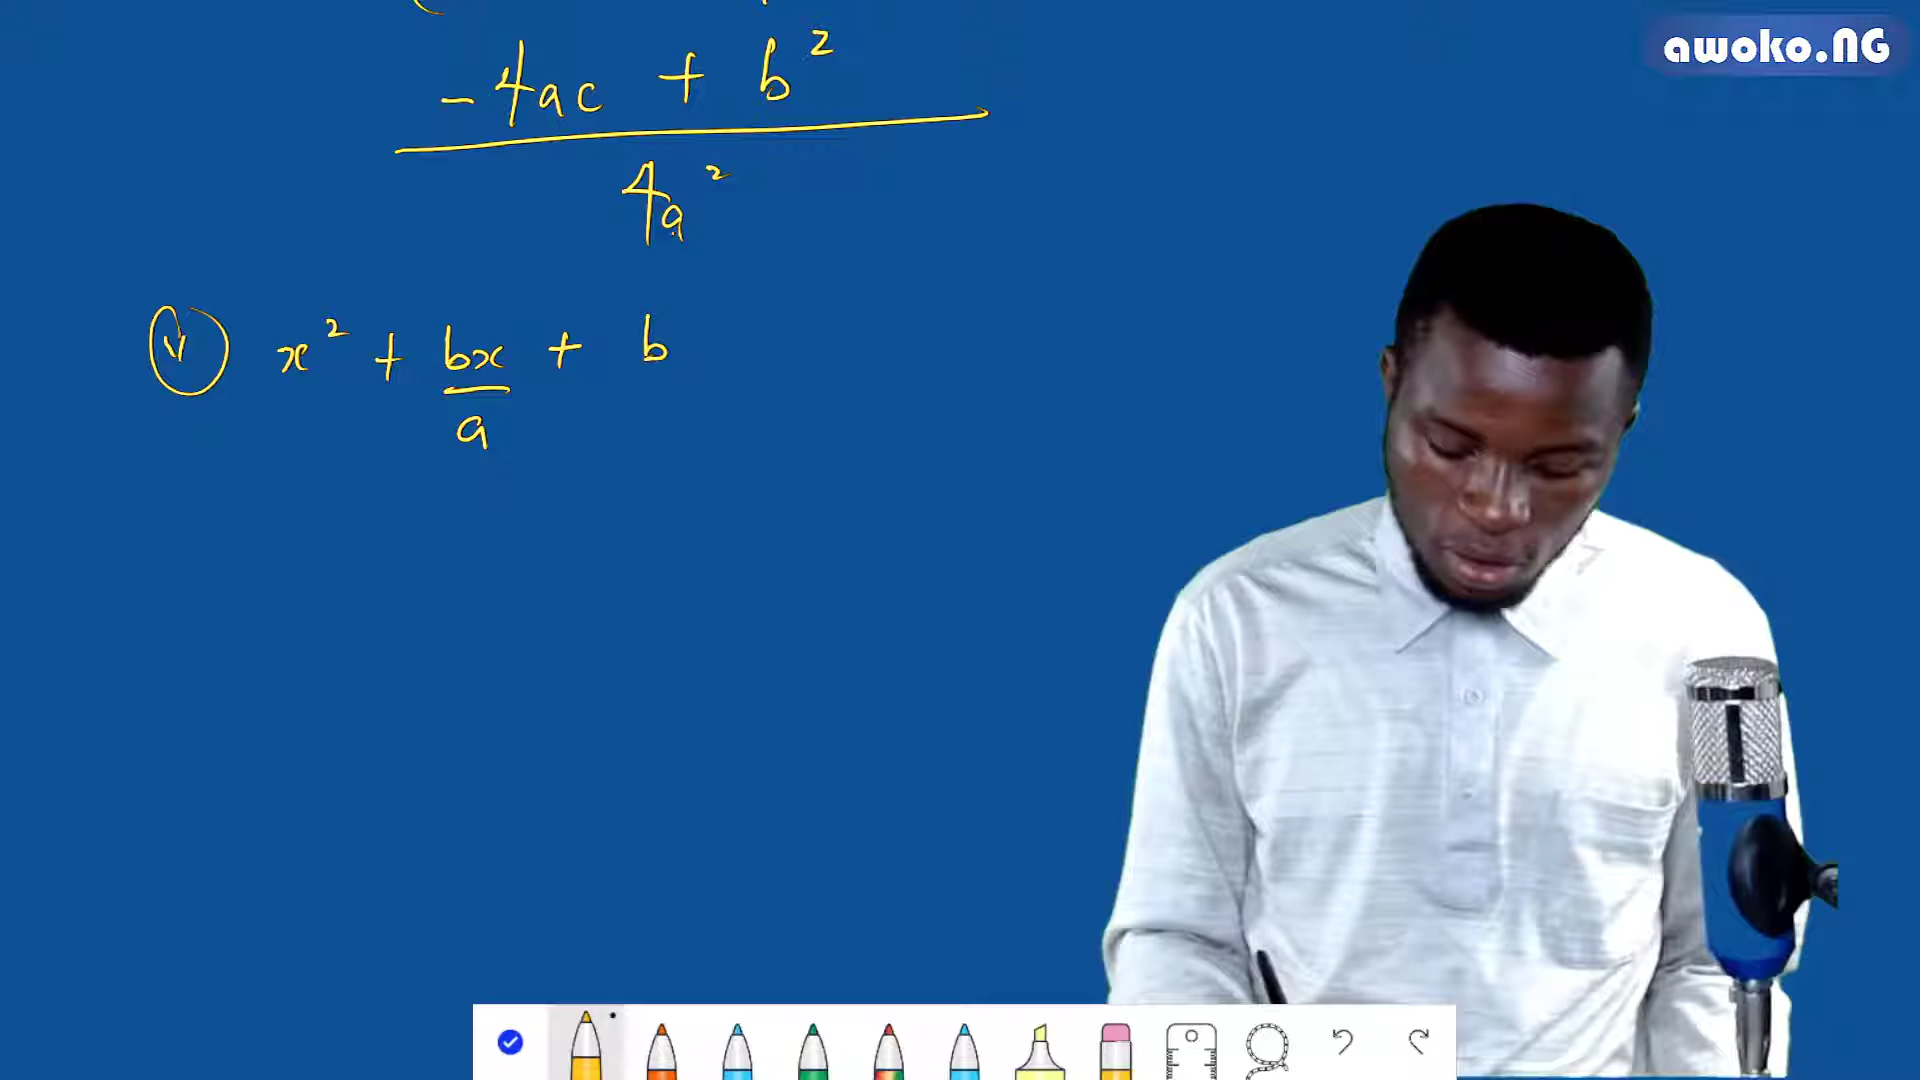 awoko.NG
- 4ac + b²
4a²
v x² + bx + b
a